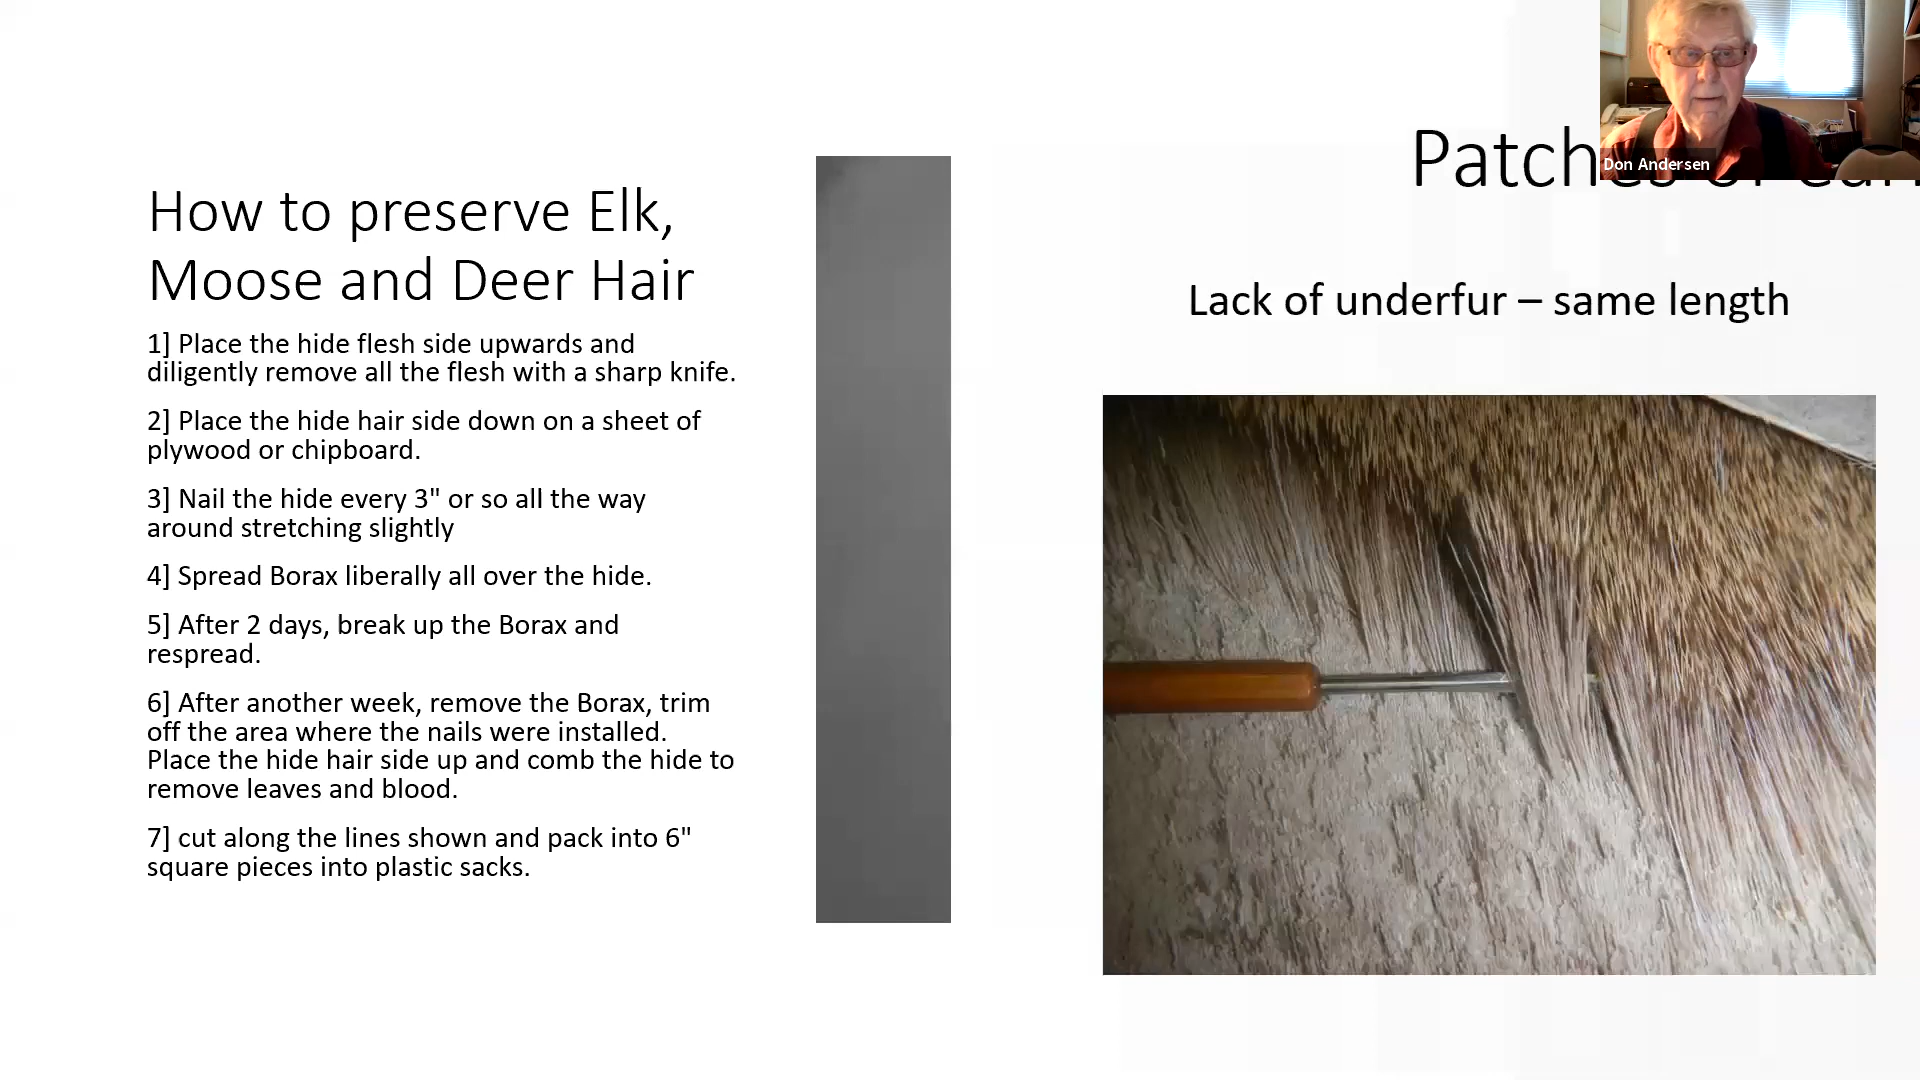 How to preserve Elk,
Moose and Deer Hair
1] Place the hide flesh side upwards and
diligently remove all the flesh with a sharp knife.
2] Place the hide hair side down on a sheet of
plywood or chipboard.
3] Nail the hide every 3" or so all the way
around stretching slightly
4] Spread Borax liberally all over the hide.
5] After 2 days, break up the Borax and
respread.
6] After another week, remove the Borax, trim
off the area where the nails were installed.
Place the hide hair side up and comb the hide to
remove leaves and blood.
7] cut along the lines shown and pack into 6"
square pieces into plastic sacks.
Don Andersen
Lack of underfur – same length